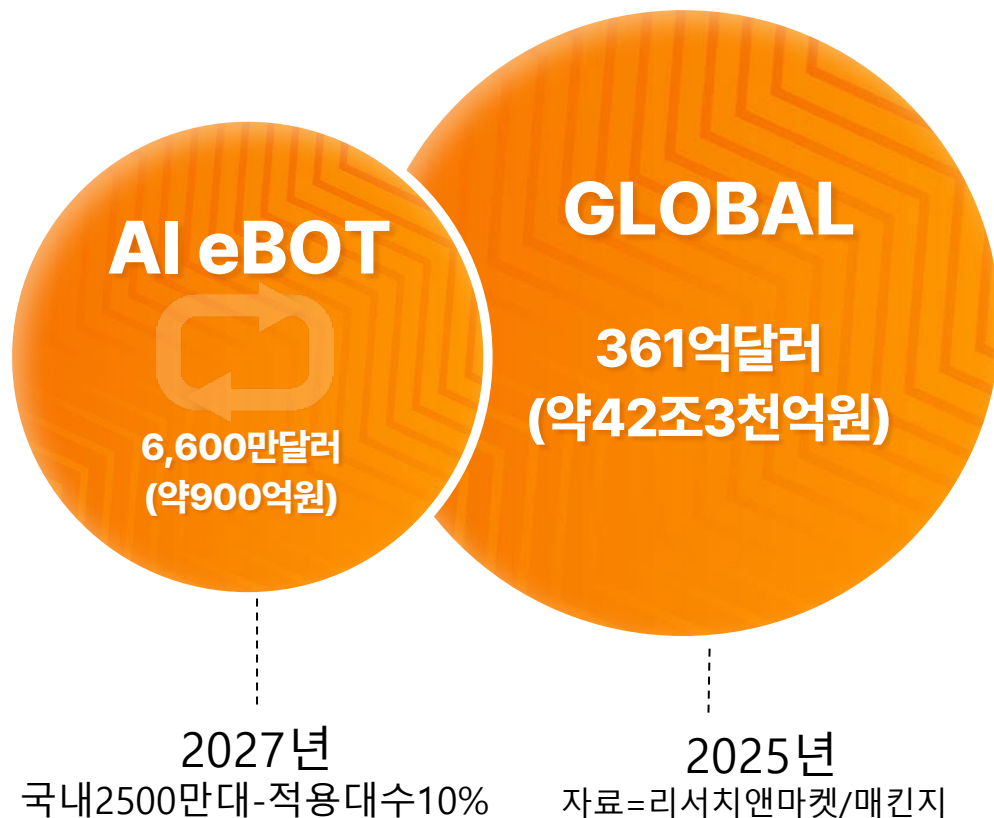 AI eBOT
6,600만달러
(약900억원)
2027년
국내2500만대-적용대수10%
GLOBAL
361억달러
(약42조3천억원)
2025년
자료=리서치앤마켓/매킨지